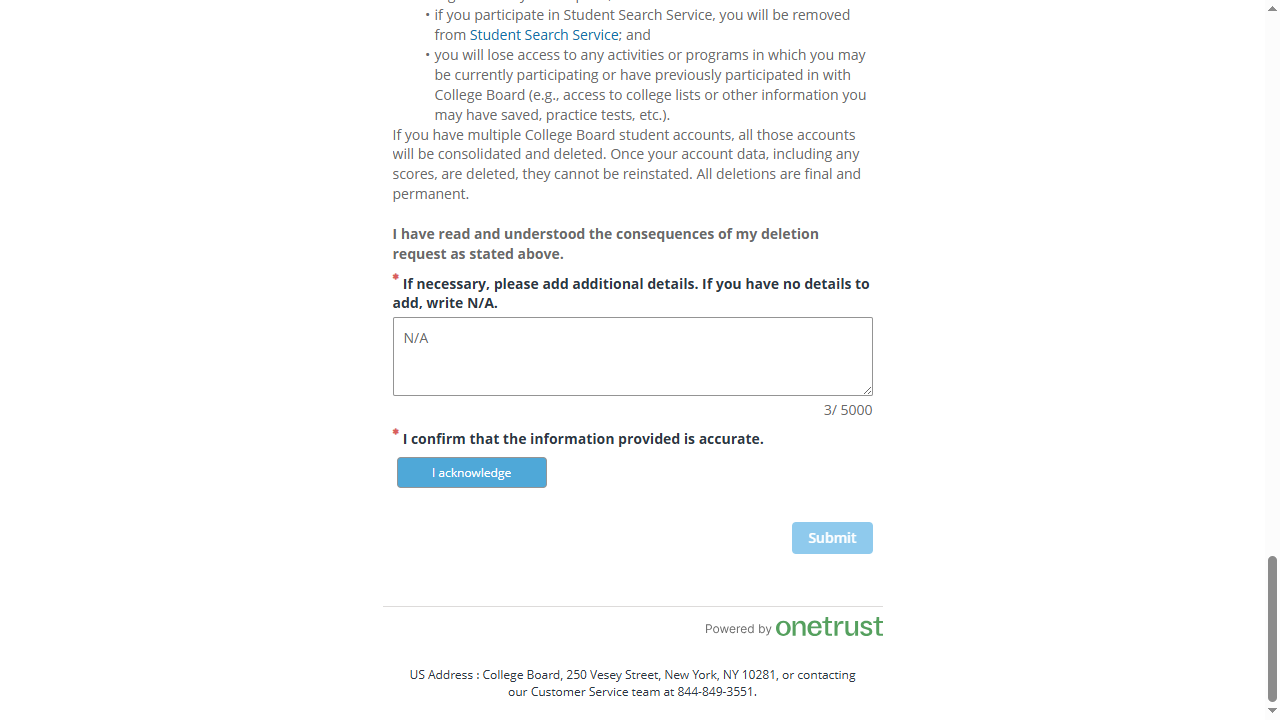 • if you participate in Student Search Service, you will be removed
from Student Search Service; and
• you will lose access to any activities or programs in which you may
be currently participating or have previously participated in with
College Board (e.g., access to college lists or other information you
may have saved, practice tests, etc.).
If you have multiple College Board student accounts, all those accounts
will be consolidated and deleted. Once your account data, including any
scores, are deleted, they cannot be reinstated. All deletions are final and
permanent.
I have read and understood the consequences of my deletion
request as stated above.
* If necessary, please add additional details. If you have no details to
add, write N/A.
N/A
3/ 5000
* I confirm that the information provided is accurate.
I acknowledge
Submit
Powered by onetrust
US Address : College Board, 250 Vesey Street, New York, NY 10281, or contacting
our Customer Service team at 844-849-3551.